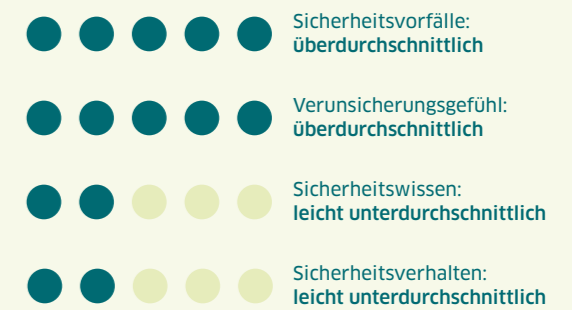 Sicherheitsvorfälle:
überdurchschnittlich
Verunsicherungsgefühl:
überdurchschnittlich
Sicherheitswissen:
leicht unterdurchschnittlich
Sicherheitsverhalten:
leicht unterdurchschnittlich